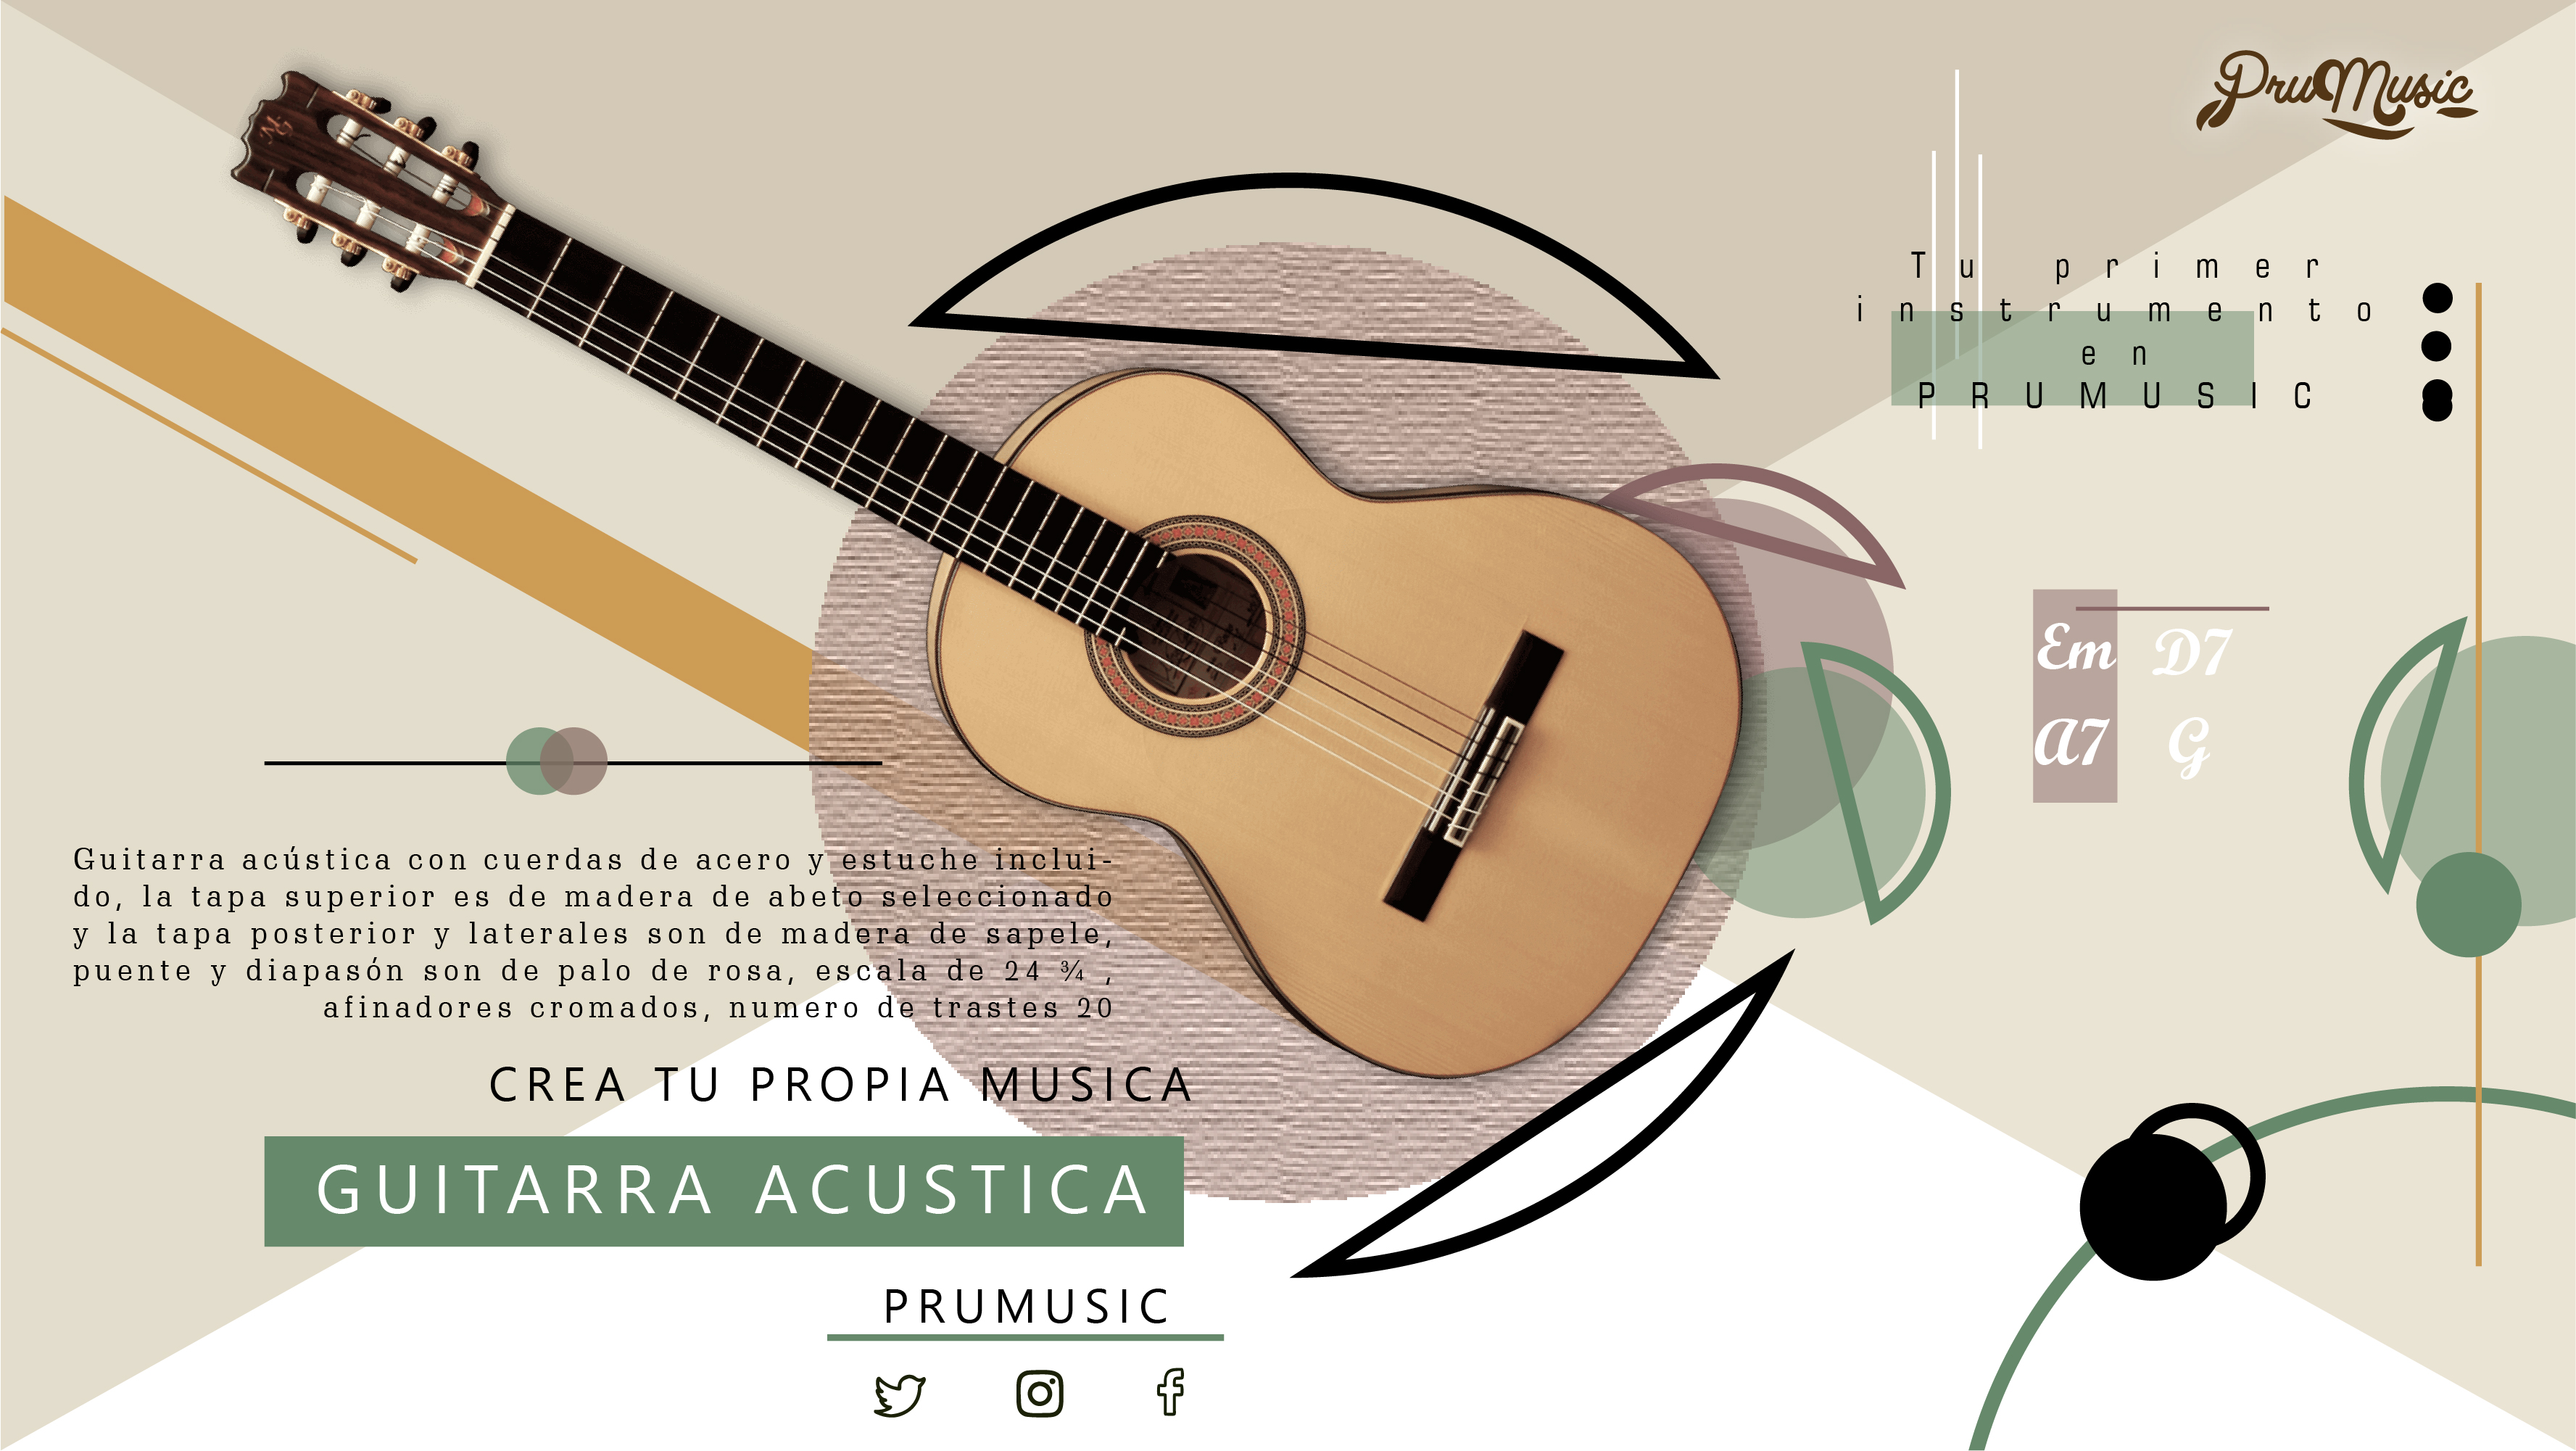 PruMusic
Tu primer
instrumento
en
PRUMUSIC
Em D7
A7 G
Guitarra acústica con cuerdas de acero y estuche inclui-
do, la tapa superior es de madera de abeto seleccionado
y la tapa posterior y laterales son de madera de sapele,
puente y diapasón son de palo de rosa, escala de 24 ¾ ,
afinadores cromados, numero de trastes 20
CREA TU PROPIA MUSICA
GUITARRA ACUSTICA
PRUMUSIC